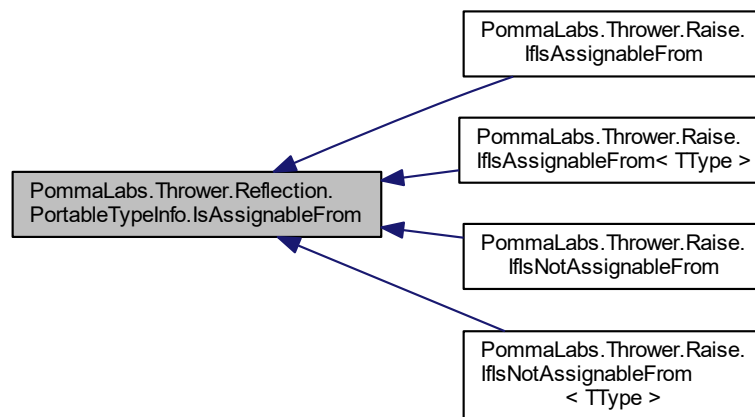 PommaLabs.Thrower.Raise.
IfIsAssignableFrom
PommaLabs.Thrower.Raise.
IfIsAssignableFrom< TType >
PommaLabs.Thrower.Reflection.
PortableTypeInfo.IsAssignableFrom
PommaLabs.Thrower.Raise.
IfIsNotAssignableFrom
PommaLabs.Thrower.Raise.
IfIsNotAssignableFrom
< TType >